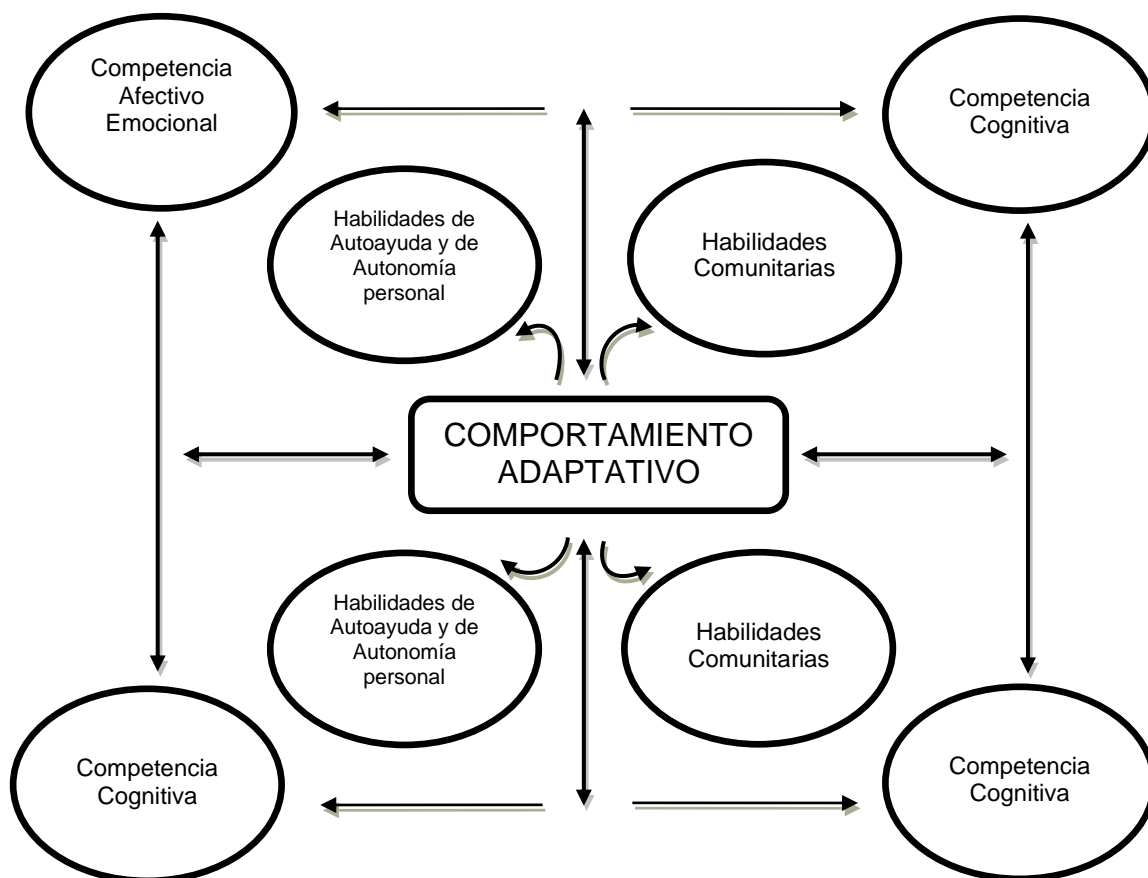 Competencia
Afectivo
Emocional
Competencia
Cognitiva
Habilidades de
Autoayuda y de
Autonomía
personal
Habilidades
Comunitarias
COMPORTAMIENTO
ADAPTATIVO
Habilidades de
Autoayuda y de
Autonomía
personal
Habilidades
Comunitarias
Competencia
Cognitiva
Competencia
Cognitiva